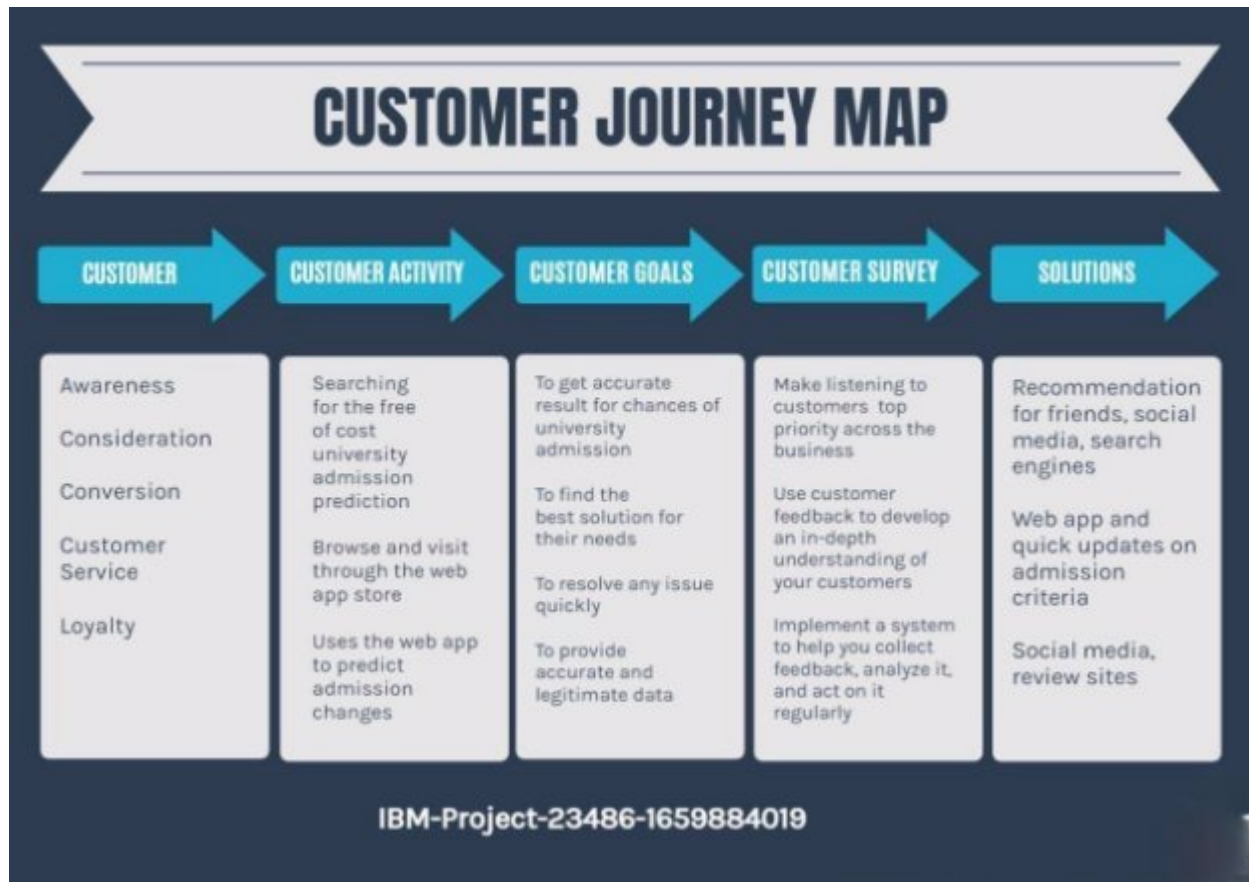 CUSTOMER JOURNEY MAP
CUSTOMER
CUSTOMER ACTIVITY
CUSTOMER GOALS
CUSTOMER SURVEY
SOLUTIONS
Awareness
Consideration
Conversion
Customer
Service
Loyalty
Searching
for the free
of cost
university
admission
prediction
Browse and visit
through the web
app store
Uses the web app
to predict
admission
changes
To get accurate
result for chances of
university
admission
To find the
best solution for
their needs
To resolve any issue
quickly
To provide
accurate and
legitimate data
Make listening to
customers top
priority across the
business
Use customer
feedback to develop
an in-depth
understanding of
your customers
Implement a system
to help you collect
feedback, analyze it,
and act on it
regularly
Recommendation
for friends, social
media, search
engines
Web app and
quick updates on
admission
criteria
Social media,
review sites
IBM-Project-23486-1659884019